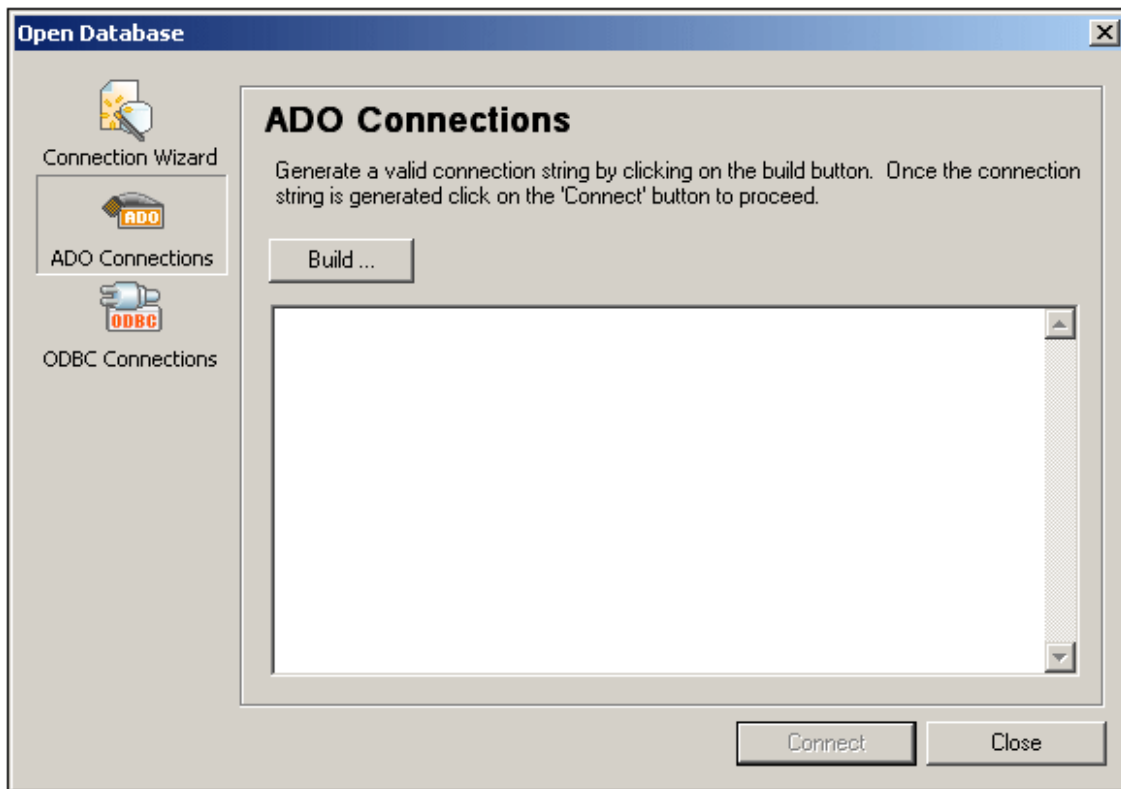 Open Database
Connection Wizard
ADO
ADO Connections
ODBC
ODBC Connections
ADO Connections
Generate a valid connection string by clicking on the build button.  Once the connection
string is generated click on the 'Connect' button to proceed.
Build ...
Connect
Close